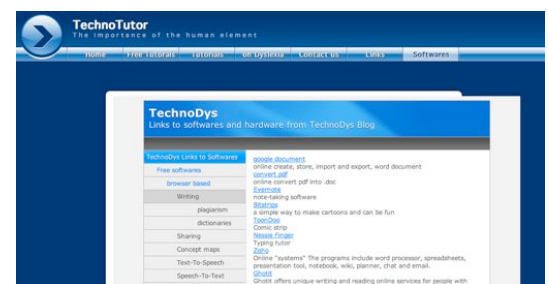 TechnoTutor
The importance of the human element
Home Free Tutorials Tutorials on Dyslexia Contact us Links Softwares
TechnoDys
Links to softwares and hardware from TechnoDys Blog
TechnoDys Links to Softwares
Free softwares
browser based
Writing
plagiarism
dictionaries
Sharing
Concept maps
Text-To-Speech
Speech-To-Text
google document
online create, store, import and export, word document
convert pdf
online convert pdf into .doc
Evernote
note-taking software
Bitstrips
a simple way to make cartoons and can be fun
ToonDoo
Comic strip
Nessie Finger
Typing tutor
Zoho
Online "systems" The programs include word processor, spreadsheets,
presentation tool, notebook, wiki, planner, chat and email.
Ghotit
Ghotit offers unique writing and reading online services for people with